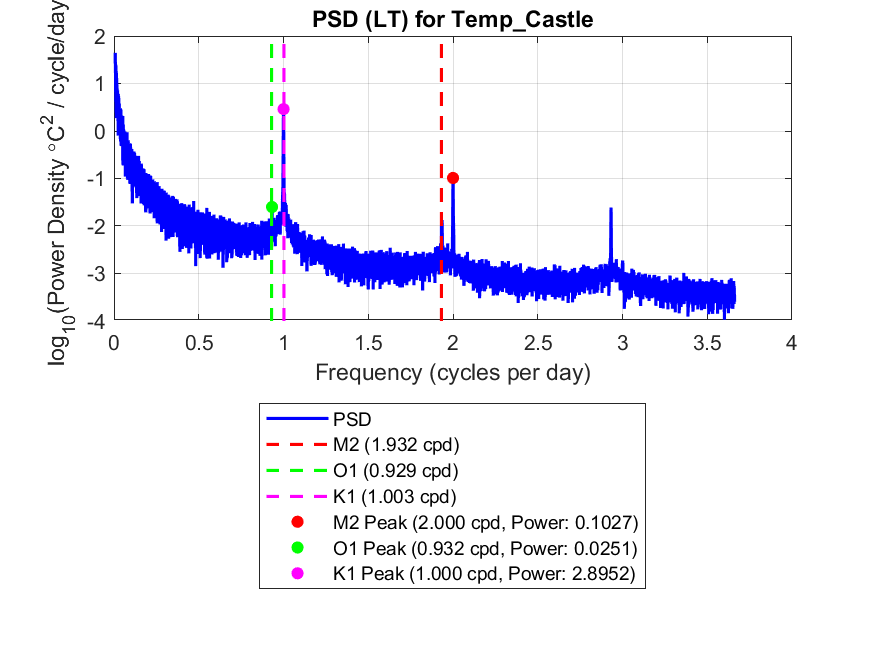 PSD (LT) for Temp_Castle
log10(Power Density °C² / cycle/day
2
1
0
-1
-2
-3
-4
0 0.5 1 1.5 2 2.5 3 3.5 4
Frequency (cycles per day)
PSD
M2 (1.932 cpd)
O1 (0.929 cpd)
K1 (1.003 cpd)
M2 Peak (2.000 cpd, Power: 0.1027)
O1 Peak (0.932 cpd, Power: 0.0251)
K1 Peak (1.000 cpd, Power: 2.8952)